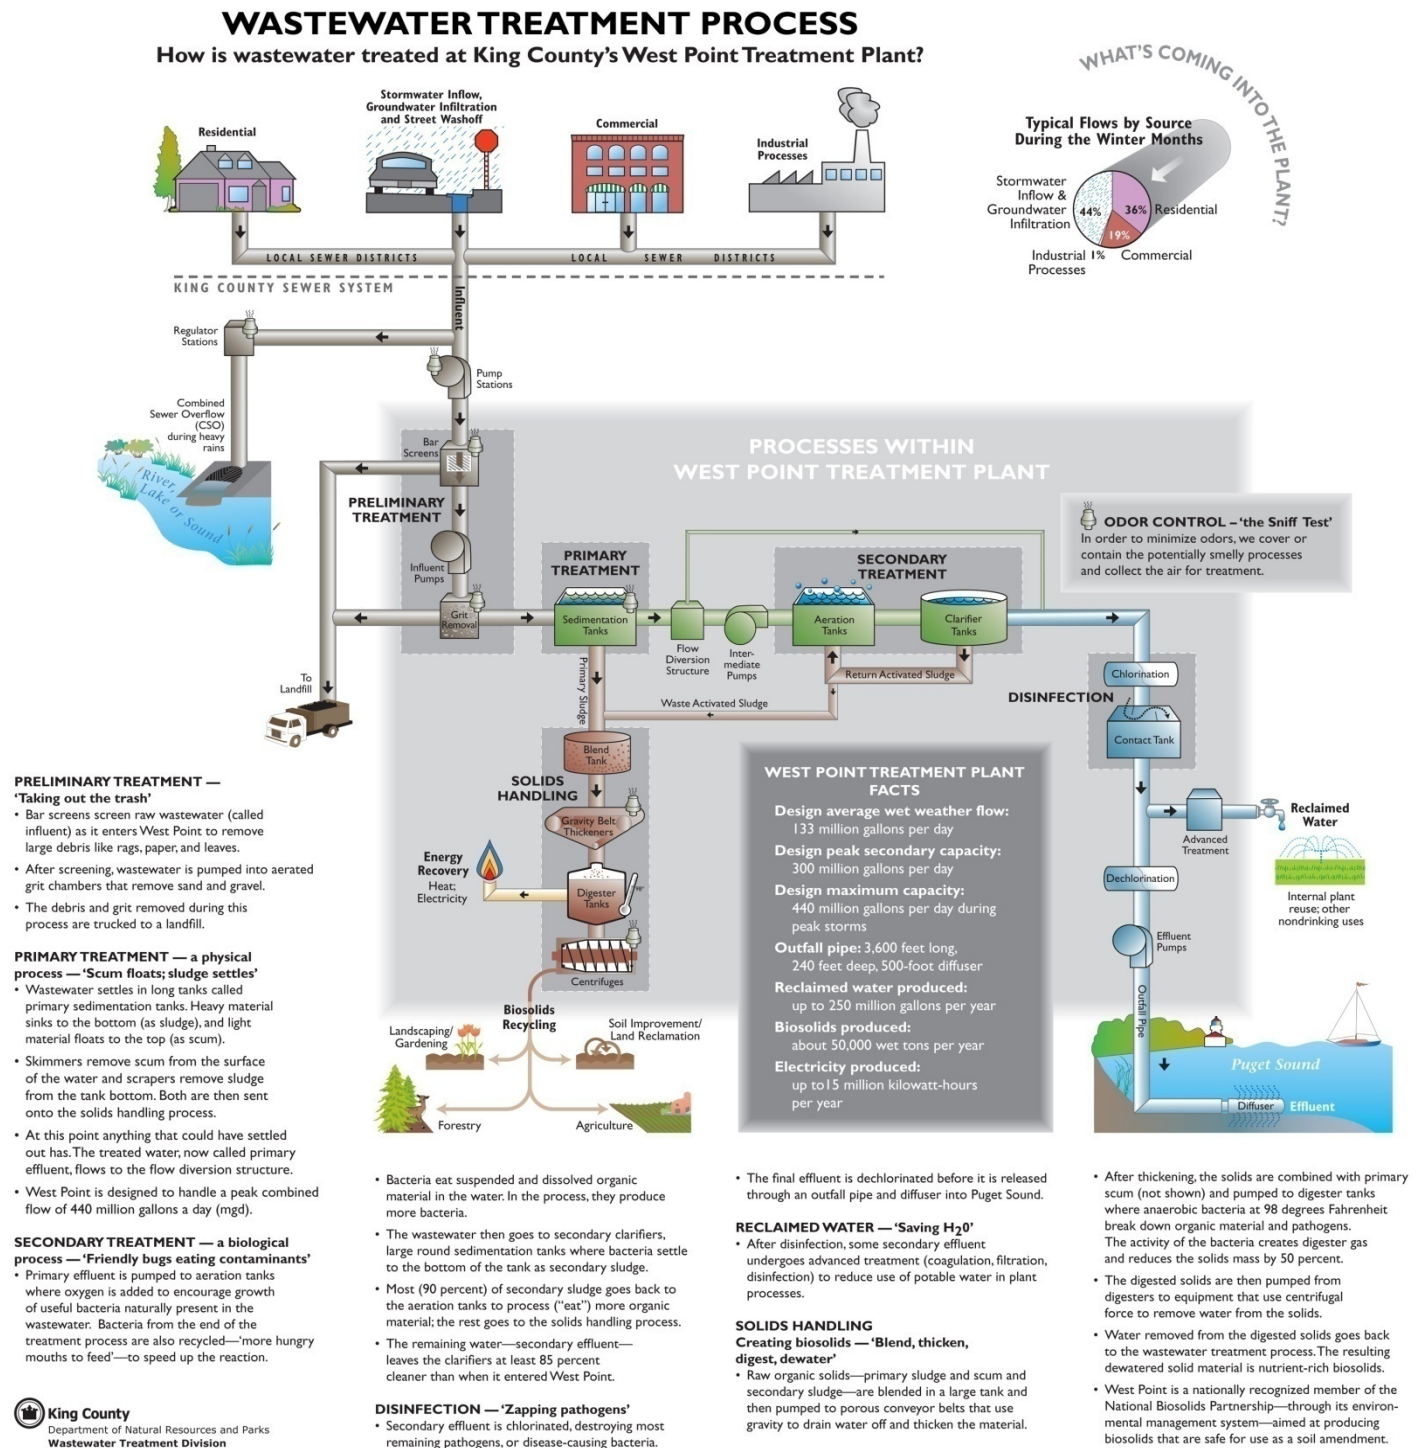 WASTEWATER TREATMENT PROCESS
How is wastewater treated at King County's West Point Treatment Plant?
Residential
Stormwater Inflow,
Groundwater Infiltration
and Street Washoff
Commercial
Industrial
Processes
LOCAL SEWER DISTRICTS
LOCAL SEWER DISTRICTS
KING COUNTY SEWER SYSTEM
WHAT'S COMING INTO THE PLANT?
Typical Flows by Source
During the Winter Months
Stormwater
Inflow &
Groundwater
Infiltration
44%
36%
Residential
19%
Industrial 1%
Processes
Commercial
Influent
Regulator
Stations
Pump
Stations
Combined
Sewer Overflow
(CSO)
during heavy
rains
River,
Lake or Sound
Bar
Screens
PRELIMINARY
TREATMENT
Influent
Pumps
Grit
Removal
To
Landfill
PROCESSES WITHIN
WEST POINT TREATMENT PLANT
ODOR CONTROL – 'the Sniff Test'
In order to minimize odors, we cover or
contain the potentially smelly processes
and collect the air for treatment.
PRIMARY
TREATMENT
Sedimentation
Tanks
Flow
Diversion
Structure
Inter-
mediate
Pumps
SECONDARY
TREATMENT
Aeration
Tanks
Clarifier
Tanks
Return Activated Sludge
Waste Activated Sludge
Primary Sludge
DISINFECTION
Chlorination
Contact Tank
Advanced
Treatment
Reclaimed
Water
Internal plant
reuse; other
nondrinking uses
Dechlorination
Effluent
Pumps
Outfall Pipe
Puget Sound
Diffuser
Effluent
SOLIDS
HANDLING
Blend
Tank
Gravity Belt
Thickeners
Energy
Recovery
Heat;
Electricity
Digester
Tanks
98°
Centrifuges
Biosolids
Recycling
Landscaping/
Gardening
Soil Improvement/
Land Reclamation
Forestry
Agriculture
WEST POINT TREATMENT PLANT
FACTS
Design average wet weather flow:
133 million gallons per day
Design peak secondary capacity:
300 million gallons per day
Design maximum capacity:
440 million gallons per day during
peak storms
Outfall pipe: 3,600 feet long,
240 feet deep, 500-foot diffuser
Reclaimed water produced:
up to 250 million gallons per year
Biosolids produced:
about 50,000 wet tons per year
Electricity produced:
up to15 million kilowatt-hours
per year
PRELIMINARY TREATMENT —
'Taking out the trash'
• Bar screens screen raw wastewater (called
influent) as it enters West Point to remove
large debris like rags, paper, and leaves.
• After screening, wastewater is pumped into aerated
grit chambers that remove sand and gravel.
• The debris and grit removed during this
process are trucked to a landfill.
PRIMARY TREATMENT — a physical
process — 'Scum floats; sludge settles'
• Wastewater settles in long tanks called
primary sedimentation tanks. Heavy material
sinks to the bottom (as sludge), and light
material floats to the top (as scum).
• Skimmers remove scum from the surface
of the water and scrapers remove sludge
from the tank bottom. Both are then sent
onto the solids handling process.
• At this point anything that could have settled
out has. The treated water, now called primary
effluent, flows to the flow diversion structure.
• West Point is designed to handle a peak combined
flow of 440 million gallons a day (mgd).
SECONDARY TREATMENT — a biological
process — 'Friendly bugs eating contaminants'
• Primary effluent is pumped to aeration tanks
where oxygen is added to encourage growth
of useful bacteria naturally present in the
wastewater. Bacteria from the end of the
treatment process are also recycled—'more hungry
mouths to feed'—to speed up the reaction.
King County
Department of Natural Resources and Parks
Wastewater Treatment Division
• Bacteria eat suspended and dissolved organic
material in the water. In the process, they produce
more bacteria.
• The wastewater then goes to secondary clarifiers,
large round sedimentation tanks where bacteria settle
to the bottom of the tank as secondary sludge.
• Most (90 percent) of secondary sludge goes back to
the aeration tanks to process ("eat") more organic
material; the rest goes to the solids handling process.
• The remaining water—secondary effluent—
leaves the clarifiers at least 85 percent
cleaner than when it entered West Point.
DISINFECTION — 'Zapping pathogens'
• Secondary effluent is chlorinated, destroying most
remaining pathogens, or disease-causing bacteria.
• The final effluent is dechlorinated before it is released
through an outfall pipe and diffuser into Puget Sound.
RECLAIMED WATER — 'Saving H20'
• After disinfection, some secondary effluent
undergoes advanced treatment (coagulation, filtration,
disinfection) to reduce use of potable water in plant
processes.
SOLIDS HANDLING
Creating biosolids — 'Blend, thicken,
digest, dewater'
• Raw organic solids—primary sludge and scum and
secondary sludge—are blended in a large tank and
then pumped to porous conveyor belts that use
gravity to drain water off and thicken the material.
• After thickening, the solids are combined with primary
scum (not shown) and pumped to digester tanks
where anaerobic bacteria at 98 degrees Fahrenheit
break down organic material and pathogens.
The activity of the bacteria creates digester gas
and reduces the solids mass by 50 percent.
• The digested solids are then pumped from
digesters to equipment that use centrifugal
force to remove water from the solids.
• Water removed from the digested solids goes back
to the wastewater treatment process. The resulting
dewatered solid material is nutrient-rich biosolids.
• West Point is a nationally recognized member of the
National Biosolids Partnership—through its environ-
mental management system—aimed at producing
biosolids that are safe for use as a soil amendment.